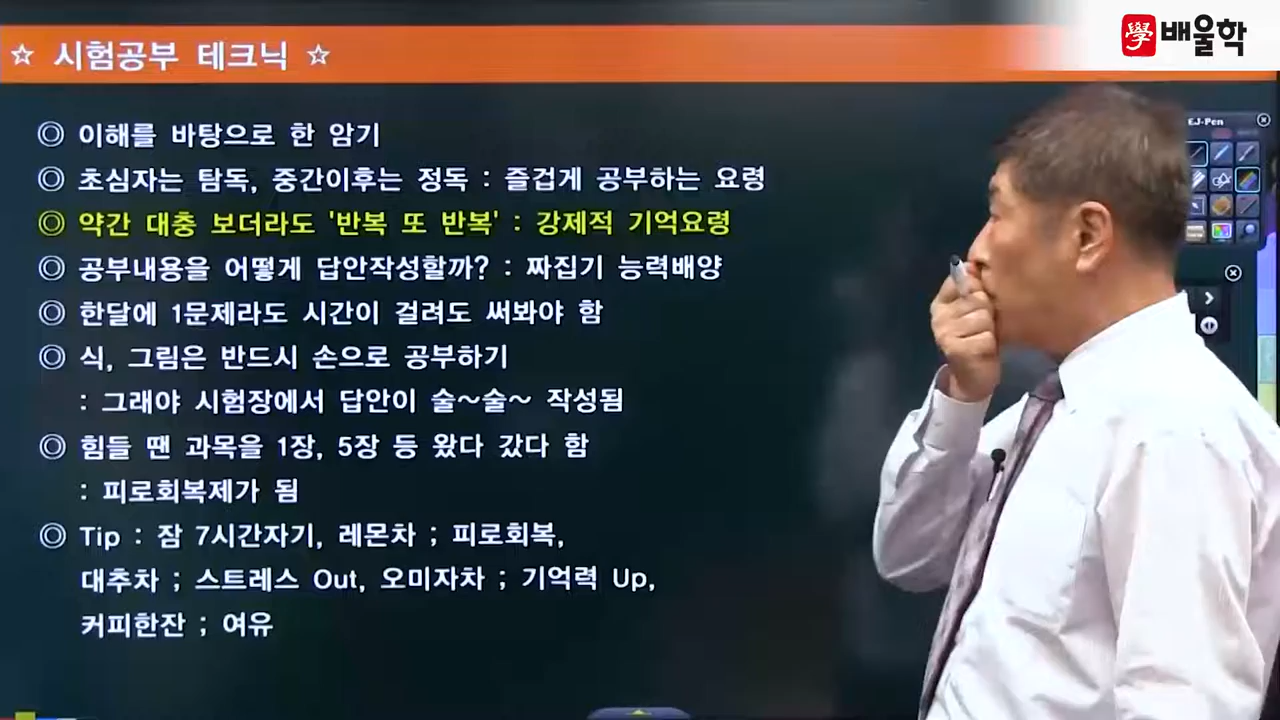 學 배울학
☆ 시험공부 테크닉 ☆
EJ-Pen
◎ 이해를 바탕으로 한 암기
◎ 초심자는 탐독, 중간이후는 정독 : 즐겁게 공부하는 요령
◎ 약간 대충 보더라도 '반복 또 반복' : 강제적 기억요령
◎ 공부내용을 어떻게 답안작성할까? : 짜집기 능력배양
◎ 한달에 1문제라도 시간이 걸려도 써봐야 함
◎ 식, 그림은 반드시 손으로 공부하기
: 그래야 시험장에서 답안이 술~술~ 작성됨
◎ 힘들 땐 과목을 1장, 5장 등 왔다 갔다 함
: 피로회복제가 됨
◎ Tip : 잠 7시간자기, 레몬차 ; 피로회복,
대추차 ; 스트레스 Out, 오미자차 ; 기억력 Up,
커피한잔 ; 여유